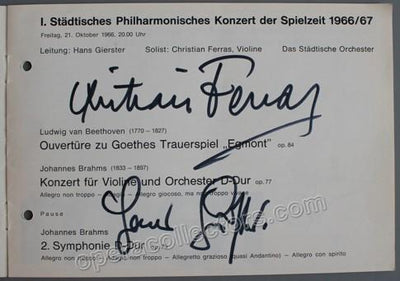 I. Städtisches Philharmonisches Konzert der Spielzeit 1966/67
Freitag, 21. Oktober 1966, 20.00 Uhr
Leitung: Hans Gierster Solist: Christian Ferras, Violine Das Städtische Orchester
Christian Ferras
Ludwig van Beethoven (1770 – 1827)
Ouvertüre zu Goethes Trauerspiel „Egmont" op. 84
Johannes Brahms (1833 – 1897)
Konzert für Violine und Orchester D-Dur op. 77
Allegro non troppo – Adagio – Allegro giocoso, ma non troppo vivace
Hans Gierster
Pause
Johannes Brahms
2. Symphonie D-Dur op. 73
Allegro non troppo – Adagio non troppo – Allegretto grazioso (quasi Andantino) – Allegro con spirito
operacollectors.com